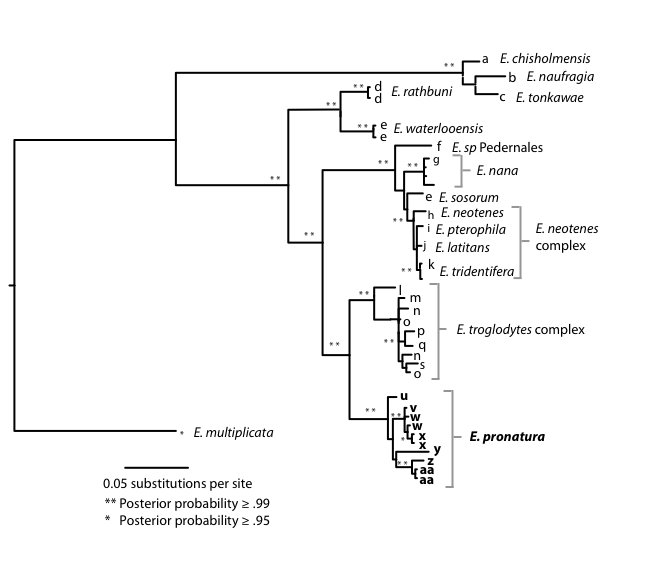 ** a E. chisholmensis
b E. naufragia
c E. tonkawae
** d E. rathbuni
d
**
** e E. waterlooensis
e
** f E. sp Pedernales
** g E. nana
**
e E. sosorum
** h E. neotenes
i E. pterophila
j E. latitans
k
** E. tridentifera
E. neotenes
complex
**
** l
m
n
o
p
** q
n
s
o
E. troglodytes complex
**
u
** v
** w
w
* x
x
y
** z
aa
aa
E. pronatura
* E. multiplicata
0.05 substitutions per site
** Posterior probability ≥ .99
* Posterior probability ≥ .95